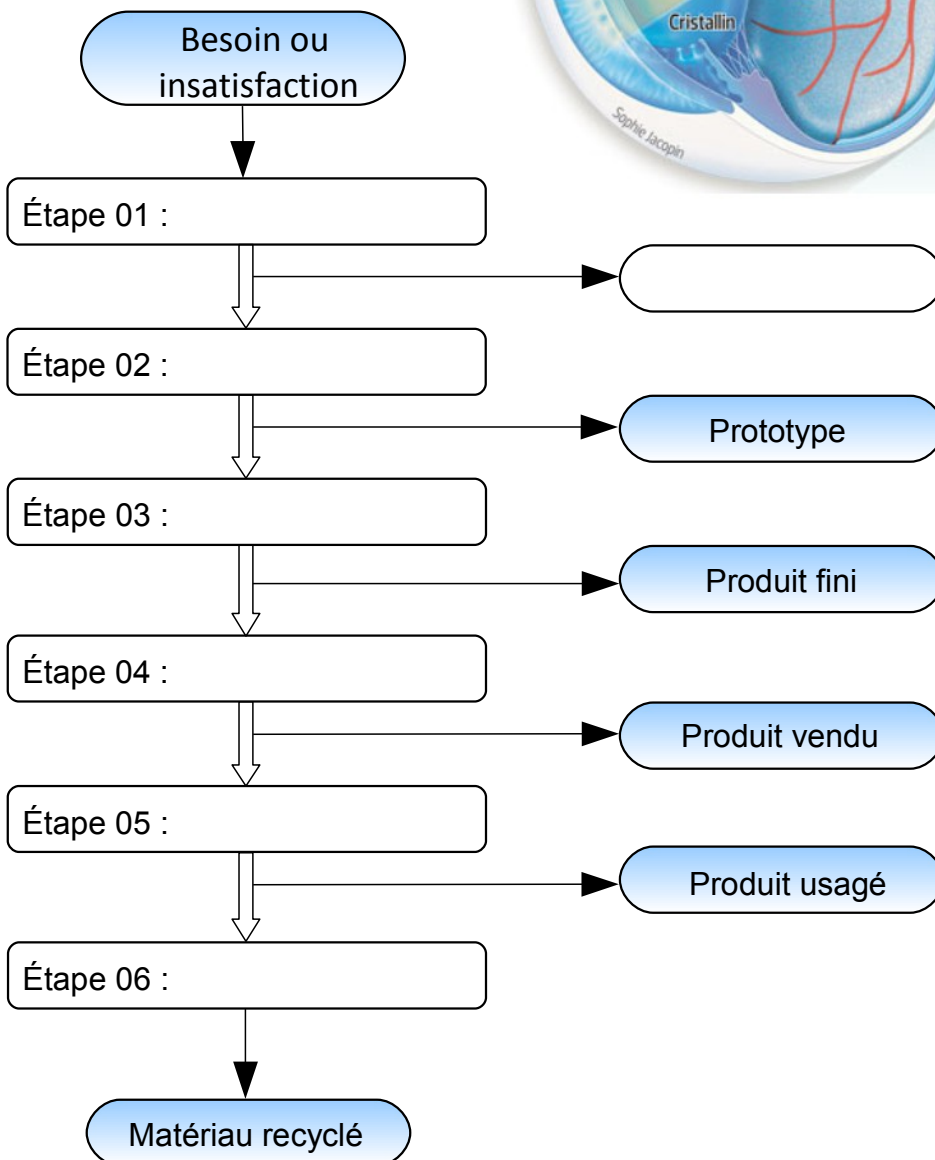 Cristallin
Sophie Jacopin
Besoin ou
insatisfaction
Étape 01 :
Étape 02 :
Prototype
Étape 03 :
Produit fini
Étape 04 :
Produit vendu
Étape 05 :
Produit usagé
Étape 06 :
Matériau recyclé